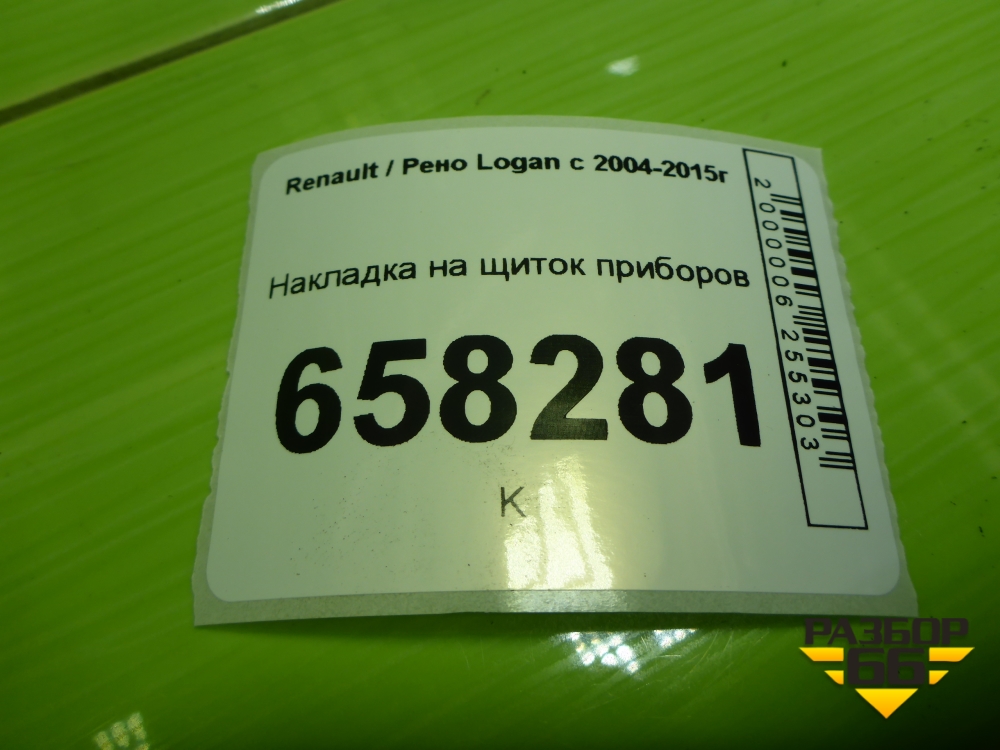 Renault / Рено Logan с 2004-2015г
Накладка на щиток приборов
658281
К
2000006255303
РАЗБОР
66